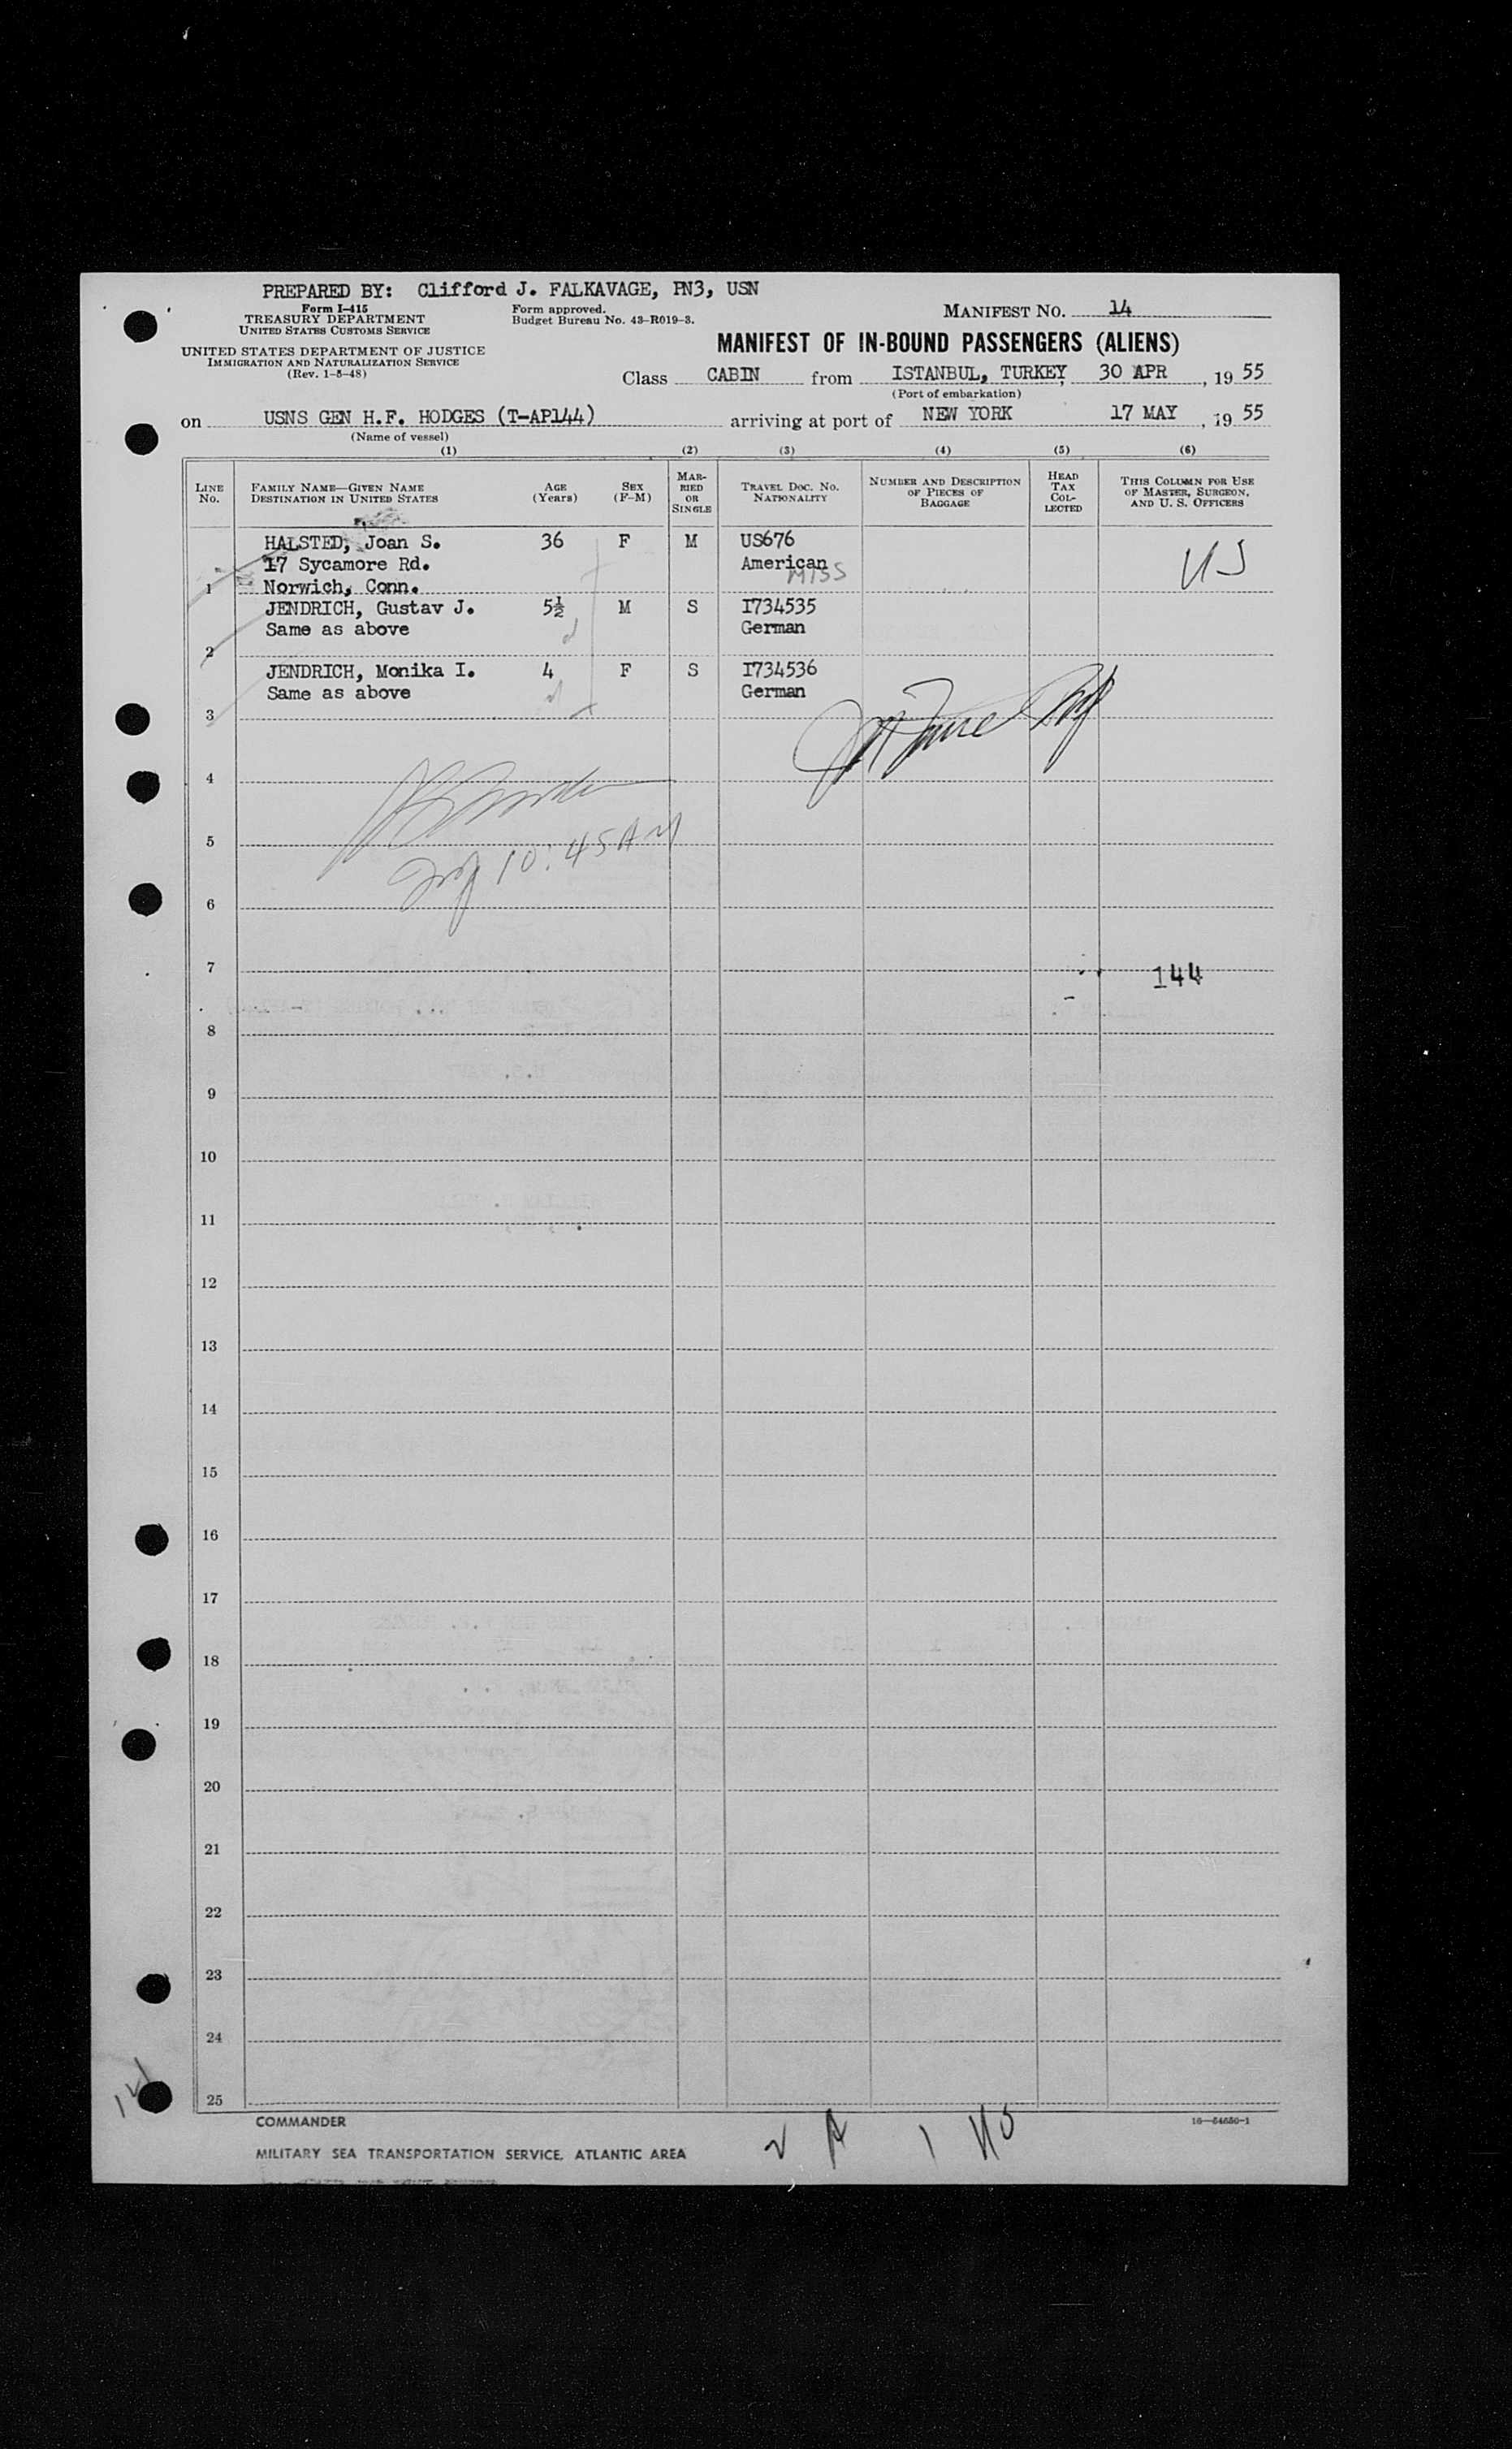 PREPARED BY: Clifford J. FALKAVAGE, PN3, USN
Form I-415
TREASURY DEPARTMENT
UNITED STATES CUSTOMS SERVICE
Form approved.
Budget Bureau No. 43-R019-3.
MANIFEST No. 14
UNITED STATES DEPARTMENT OF JUSTICE
IMMIGRATION AND NATURALIZATION SERVICE
(Rev. 1-5-48)
MANIFEST OF IN-BOUND PASSENGERS (ALIENS)
Class CABIN from ISTANBUL, TURKEY 30 APR, 19 55
(Port of embarkation)
on USNS GEN H.F. HODGES (T-AP144) arriving at port of NEW YORK 17 MAY, 19 55
(Name of vessel)
(1) (2) (3) (4) (5) (6)
LINE No. FAMILY NAME—GIVEN NAME DESTINATION IN UNITED STATES AGE (Years) SEX (F-M) MARRIED OR SINGLE TRAVEL DOC. NO. NATIONALITY NUMBER AND DESCRIPTION OF PIECES OF BAGGAGE HEAD TAX COLLECTED THIS COLUMN FOR USE OF MASTER, SURGEON, AND U. S. OFFICERS
HALSTED, Joan S. 36 F M US676
17 Sycamore Rd. American US
MISS
1 Norwich, Conn.
JENDRICH, Gustav J. 5½ M S I734535
Same as above German
2
JENDRICH, Monika I. 4 F S I734536
Same as above German
3
4
5
10:45 AM
6
7 144
8
9
10
11
12
13
14
15
16
17
18
19
20
21
22
23
24
25
COMMANDER 16—54650-1
MILITARY SEA TRANSPORTATION SERVICE, ATLANTIC AREA
2 A 1 US